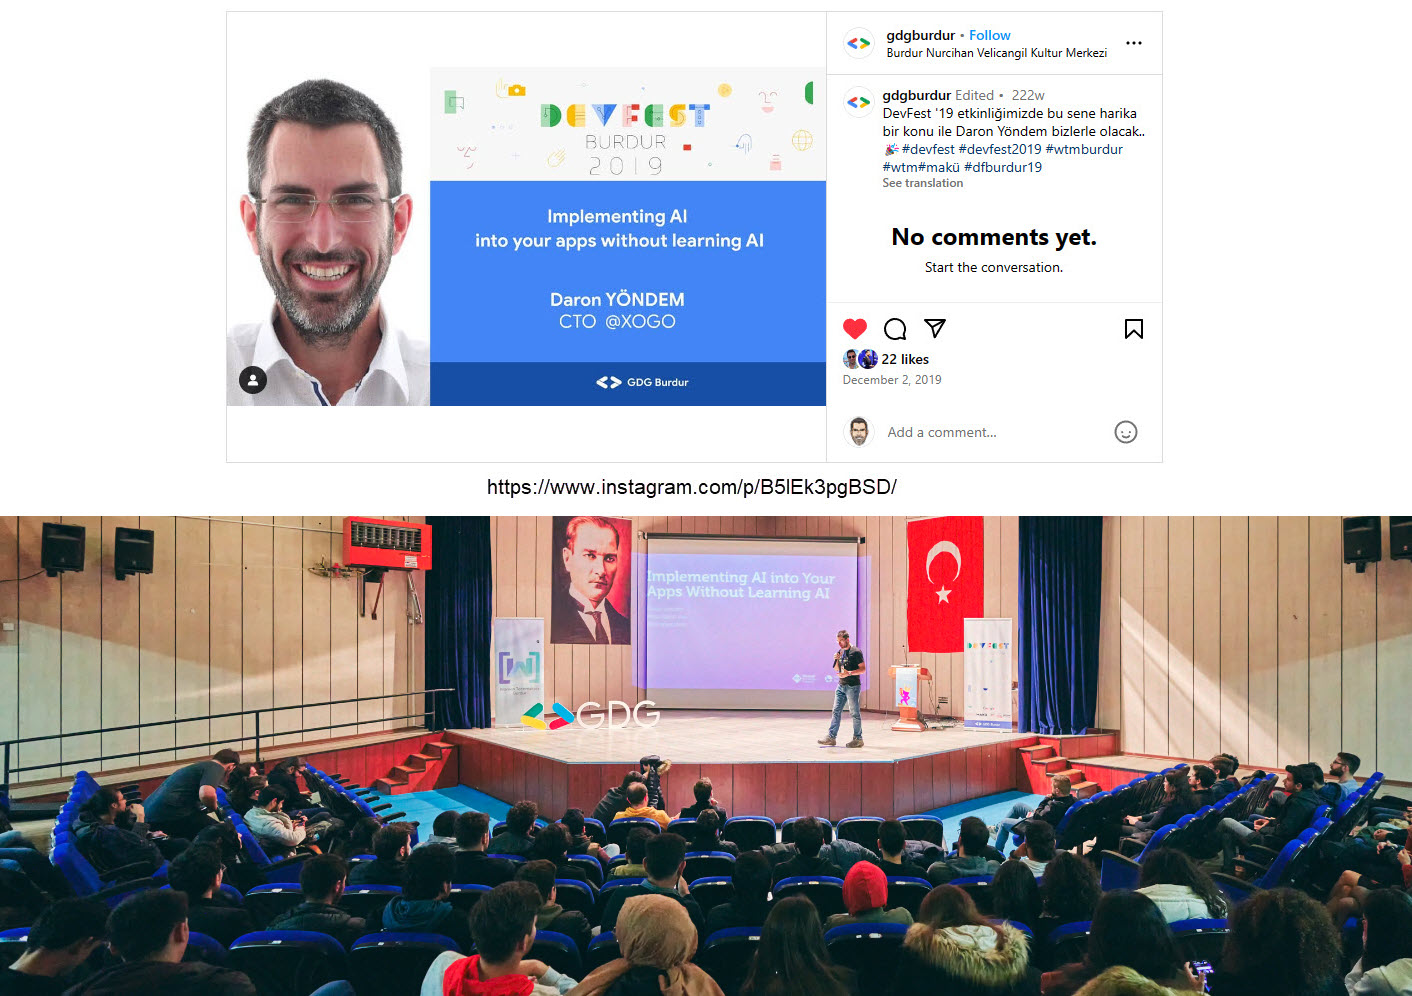 gdgburdur • Follow
Burdur Nurcihan Velicangil Kultur Merkezi
gdgburdur Edited • 222w
DevFest '19 etkinliğimizde bu sene harika
bir konu ile Daron Yöndem bizlerle olacak..
🎉 #devfest #devfest2019 #wtmburdur
#wtm#makü #dfburdur19
See translation
No comments yet.
Start the conversation.
22 likes
December 2, 2019
Add a comment...
DEVFEST
BURDUR
2019
Implementing AI
into your apps without learning AI
Daron YÖNDEM
CTO @XOGO
GDG Burdur
https://www.instagram.com/p/B5lEk3pgBSD/
Implementing AI into Your
Apps Without Learning AI
DEVFEST
GDG Burdur
GDG